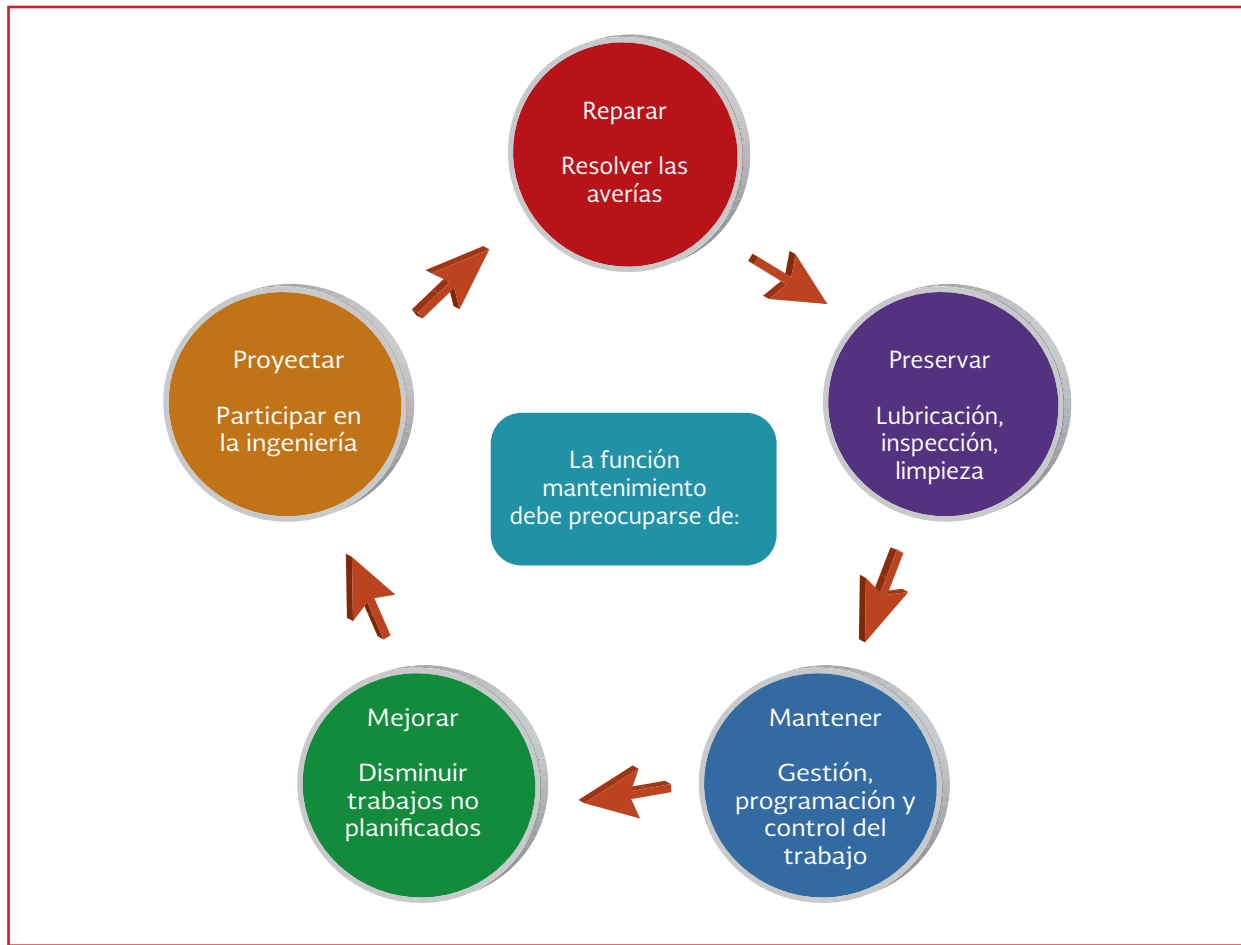 Reparar
Resolver las
averías
Preservar
Lubricación,
inspección,
limpieza
Mantener
Gestión,
programación y
control del
trabajo
Mejorar
Disminuir
trabajos no
planificados
Proyectar
Participar en
la ingeniería
La función
mantenimiento
debe preocuparse de: